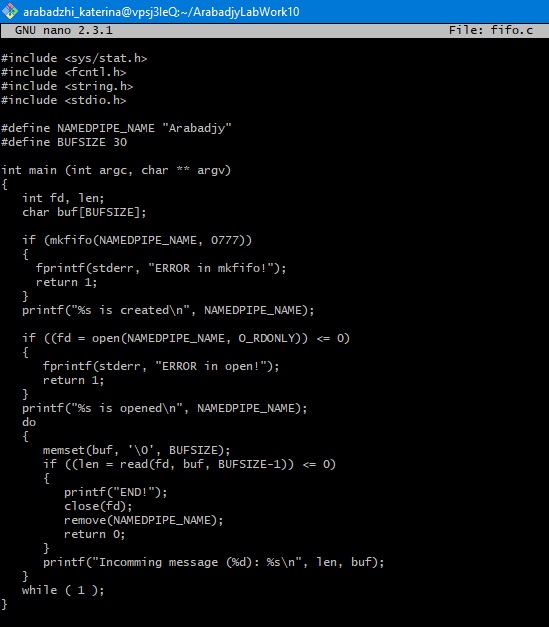 arabadzhi_katerina@vpsj3leQ:~/ArabadjyLabWork10
GNU nano 2.3.1 File: fifo.c
#include <sys/stat.h>
#include <fcntl.h>
#include <string.h>
#include <stdio.h>
#define NAMEDPIPE_NAME "Arabadjy"
#define BUFSIZE 30
int main (int argc, char ** argv)
{
int fd, len;
char buf[BUFSIZE];
if (mkfifo(NAMEDPIPE_NAME, 0777))
{
fprintf(stderr, "ERROR in mkfifo!");
return 1;
}
printf("%s is created\n", NAMEDPIPE_NAME);
if ((fd = open(NAMEDPIPE_NAME, O_RDONLY)) <= 0)
{
fprintf(stderr, "ERROR in open!");
return 1;
}
printf("%s is opened\n", NAMEDPIPE_NAME);
do
{
memset(buf, '\0', BUFSIZE);
if ((len = read(fd, buf, BUFSIZE-1)) <= 0)
{
printf("END!");
close(fd);
remove(NAMEDPIPE_NAME);
return 0;
}
printf("Incomming message (%d): %s\n", len, buf);
}
while ( 1 );
}